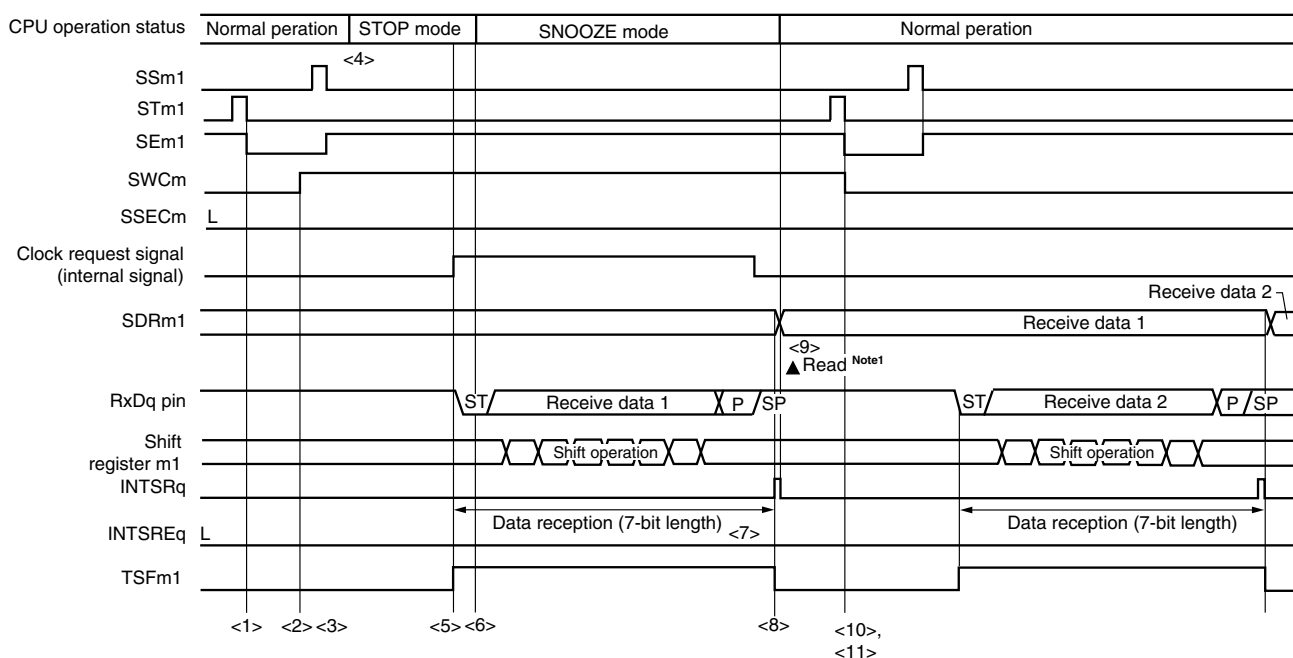 CPU operation status Normal peration STOP mode SNOOZE mode Normal peration
<4>
SSm1
STm1
SEm1
SWCm
SSECm L
Clock request signal
(internal signal)
Receive data 2
SDRm1 Receive data 1
<9>
▲ Read Note1
RxDq pin ST Receive data 1 P SP ST Receive data 2 P SP
Shift
register m1 Shift operation Shift operation
INTSRq
Data reception (7-bit length) Data reception (7-bit length)
INTSREq L <7>
TSFm1
<1> <2> <3> <5> <6> <8> <10>,
<11>